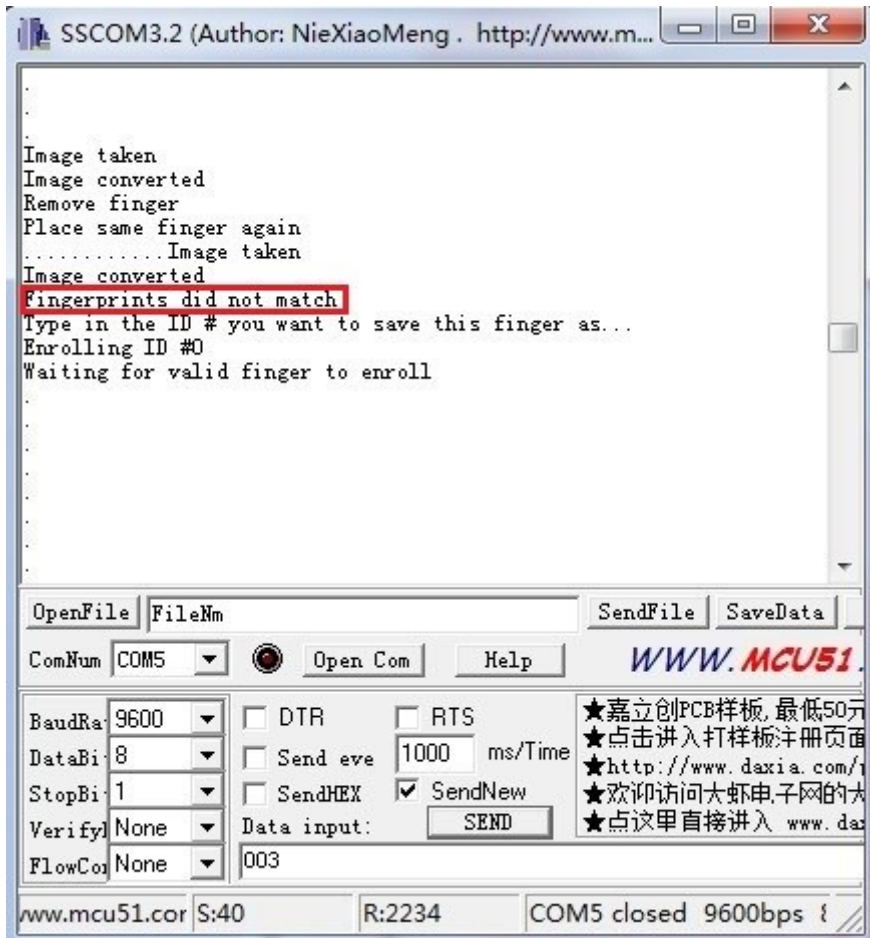 SSCOM3.2 (Author: NieXiaoMeng . http://www.m...
.
.
.
Image taken
Image converted
Remove finger
Place same finger again
............Image taken
Image converted
Fingerprints did not match
Type in the ID # you want to save this finger as...
Enrolling ID #0
Waiting for valid finger to enroll
.
.
.
.
.
.
.
OpenFile FileNm SendFile SaveData
ComNum COM5 Open Com Help WWW.MCU51.
BaudRa 9600 DTR RTS
DataBi 8 Send eve 1000 ms/Time
StopBi 1 SendHEX SendNew
Verify None Data input: SEND
FlowCo None 003
★嘉立创PCB样板,最低50元
★点击进入打样板注册页面
★http://www.daxia.com/
★欢迎访问大虾电子网的大
★点这里直接进入 www.dax
www.mcu51.cor S:40 R:2234 COM5 closed 9600bps 8